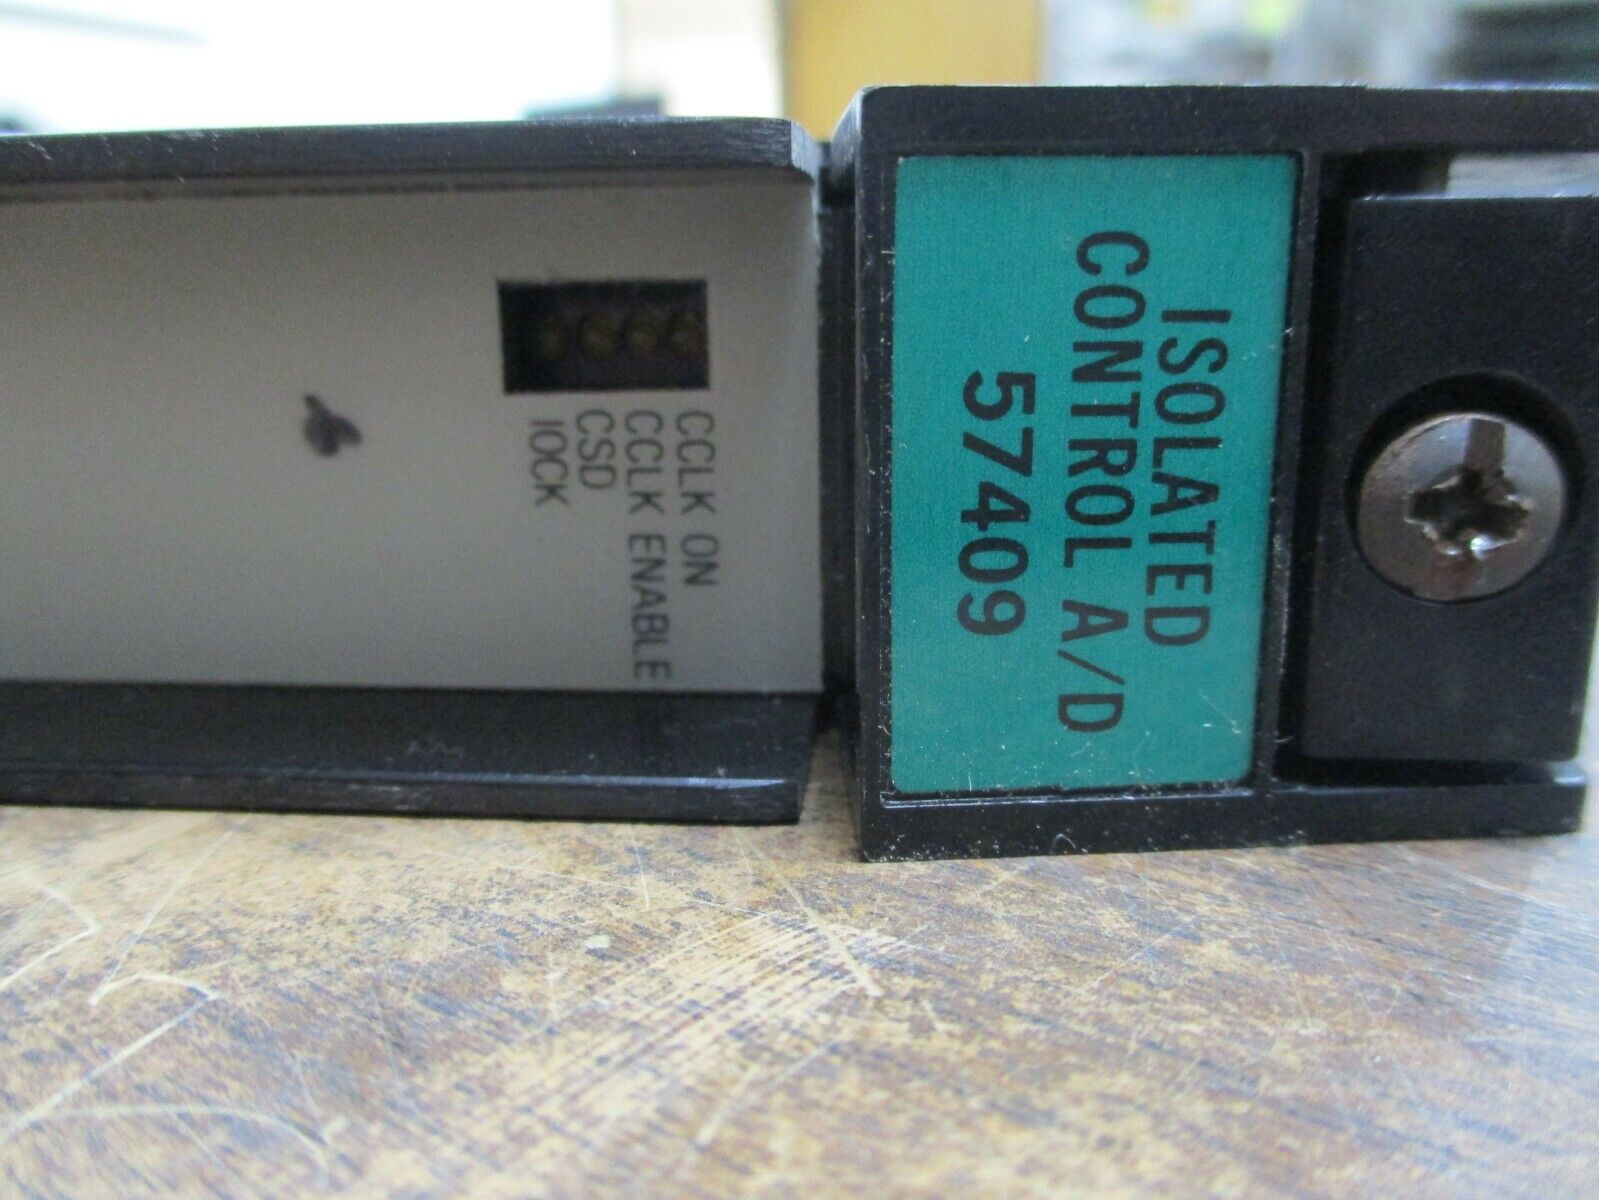 ISOLATED
CONTROL A/D
57409
CCLK ON
CCLK ENABLE
CSD
IOCK